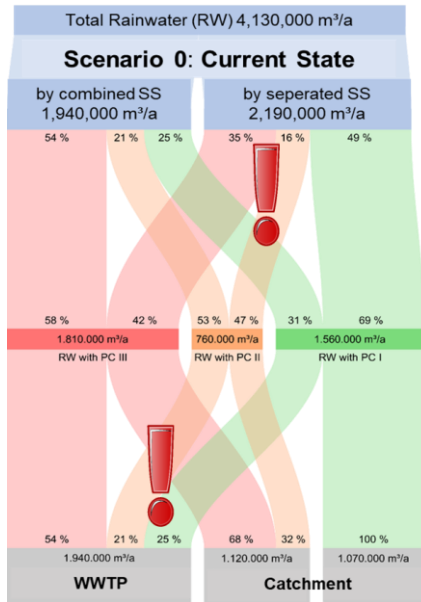 Total Rainwater (RW) 4,130,000 m³/a
Scenario 0: Current State
by combined SS by seperated SS
1,940,000 m³/a 2,190,000 m³/a
54 % 21 % 25 % 35 % 16 % 49 %
58 % 42 % 53 % 47 % 31 % 69 %
1.810.000 m³/a 760.000 m³/a 1.560.000 m³/a
RW with PC III RW with PC II RW with PC I
54 % 21 % 25 % 68 % 32 % 100 %
1.940.000 m³/a 1.120.000 m³/a 1.070.000 m³/a
WWTP Catchment